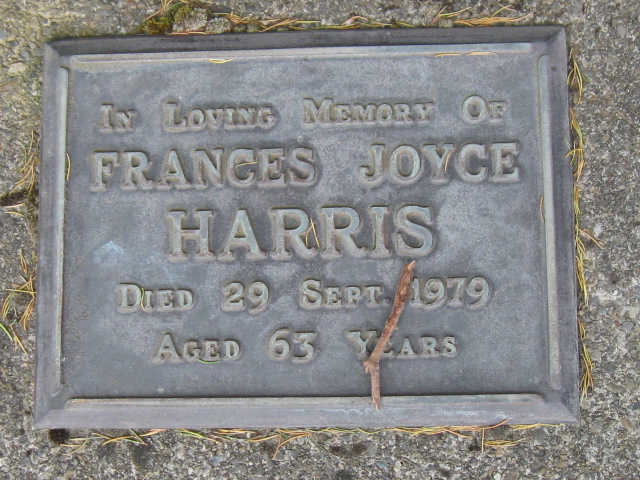 In Loving Memory Of
FRANCES JOYCE
HARRIS
Died 29 Sept. 1979
Aged 63 Years